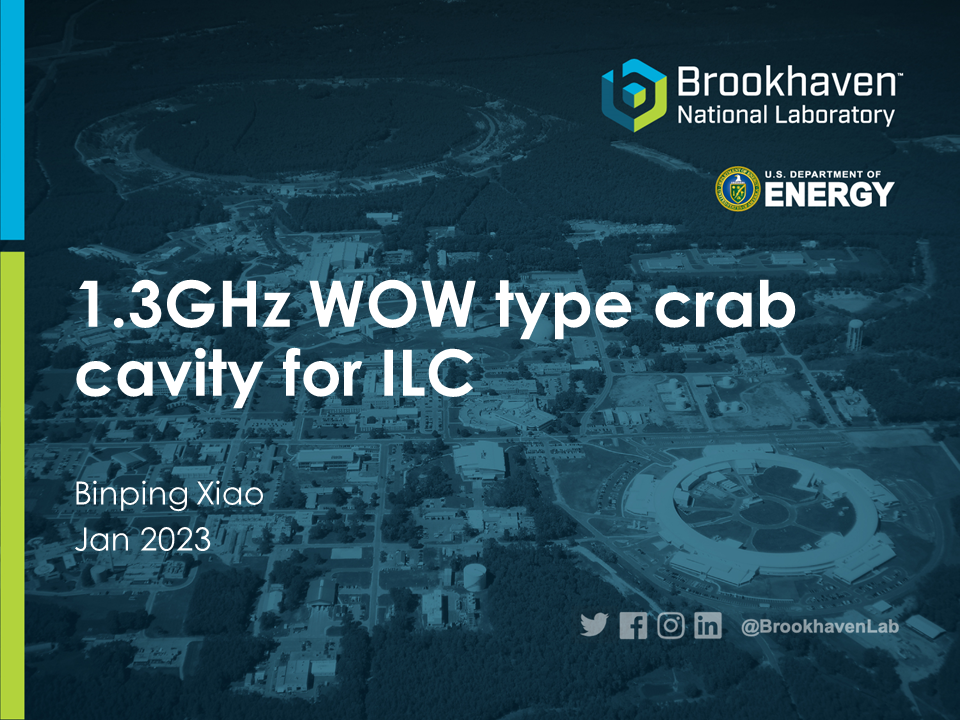 Brookhaven™
National Laboratory
U.S. DEPARTMENT OF
ENERGY
1.3GHz WOW type crab
cavity for ILC
Binping Xiao
Jan 2023
@BrookhavenLab